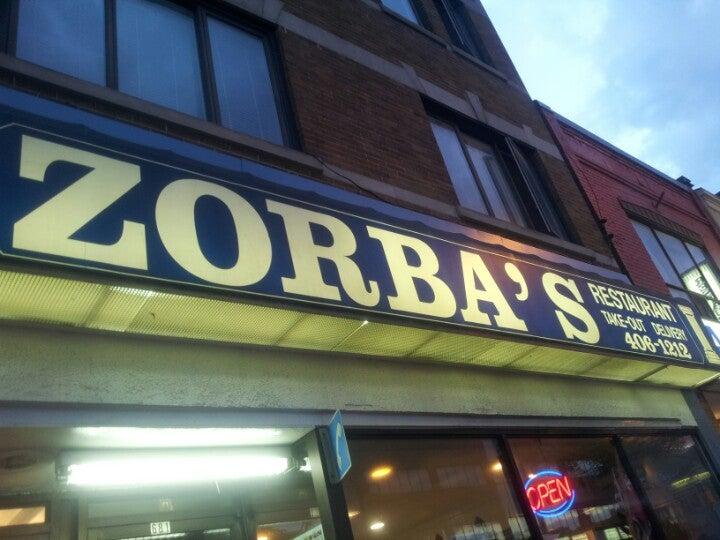 ZORBA'S
RESTAURANT
TAKE-OUT DELIVERY
406-1212
OPEN
681